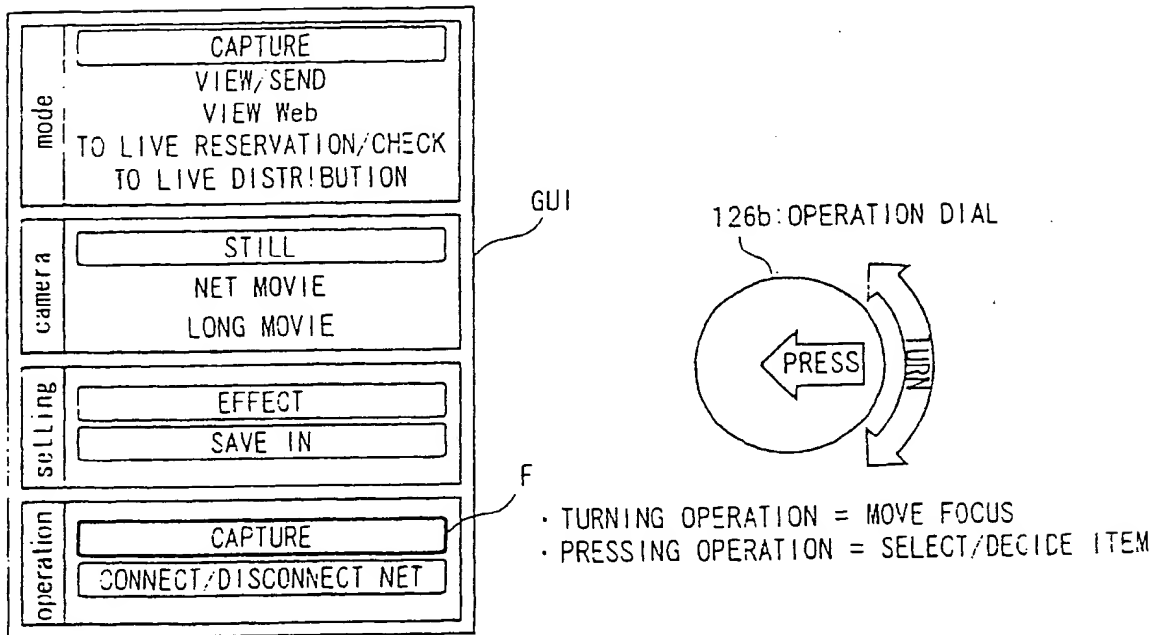 mode
CAPTURE
VIEW/SEND
VIEW Web
TO LIVE RESERVATION/CHECK
TO LIVE DISTRIBUTION
camera
STILL
NET MOVIE
LONG MOVIE
selling
EFFECT
SAVE IN
operation
CAPTURE
CONNECT/DISCONNECT NET
GUI
F
126b:OPERATION DIAL
PRESS
TURN
· TURNING OPERATION = MOVE FOCUS
· PRESSING OPERATION = SELECT/DECIDE ITEM